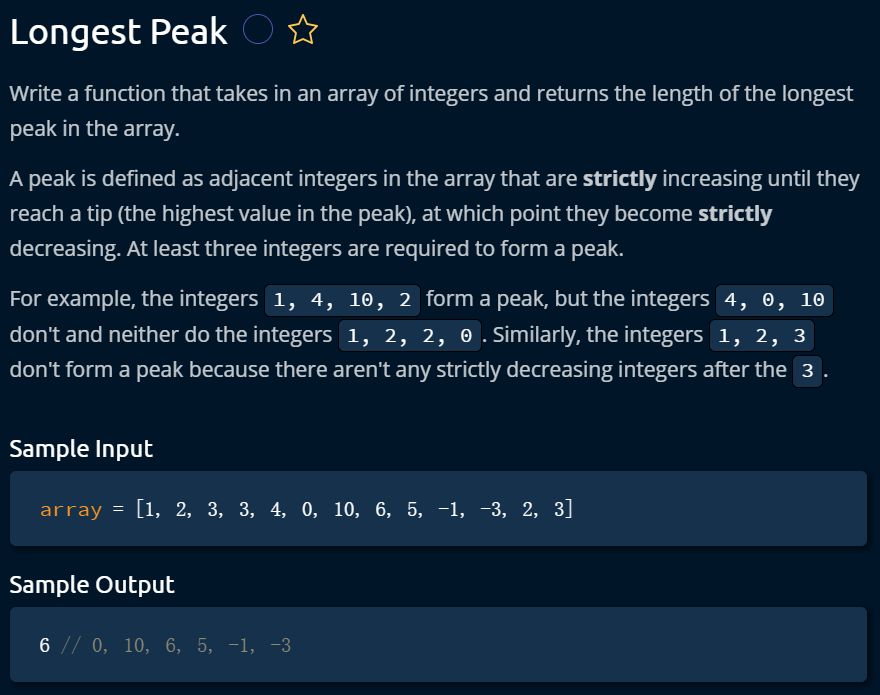 Longest Peak
Write a function that takes in an array of integers and returns the length of the longest
peak in the array.
A peak is defined as adjacent integers in the array that are strictly increasing until they
reach a tip (the highest value in the peak), at which point they become strictly
decreasing. At least three integers are required to form a peak.
For example, the integers 1, 4, 10, 2 form a peak, but the integers 4, 0, 10
don't and neither do the integers 1, 2, 2, 0. Similarly, the integers 1, 2, 3
don't form a peak because there aren't any strictly decreasing integers after the 3.
Sample Input
array = [1, 2, 3, 3, 4, 0, 10, 6, 5, -1, -3, 2, 3]
Sample Output
6 // 0, 10, 6, 5, -1, -3